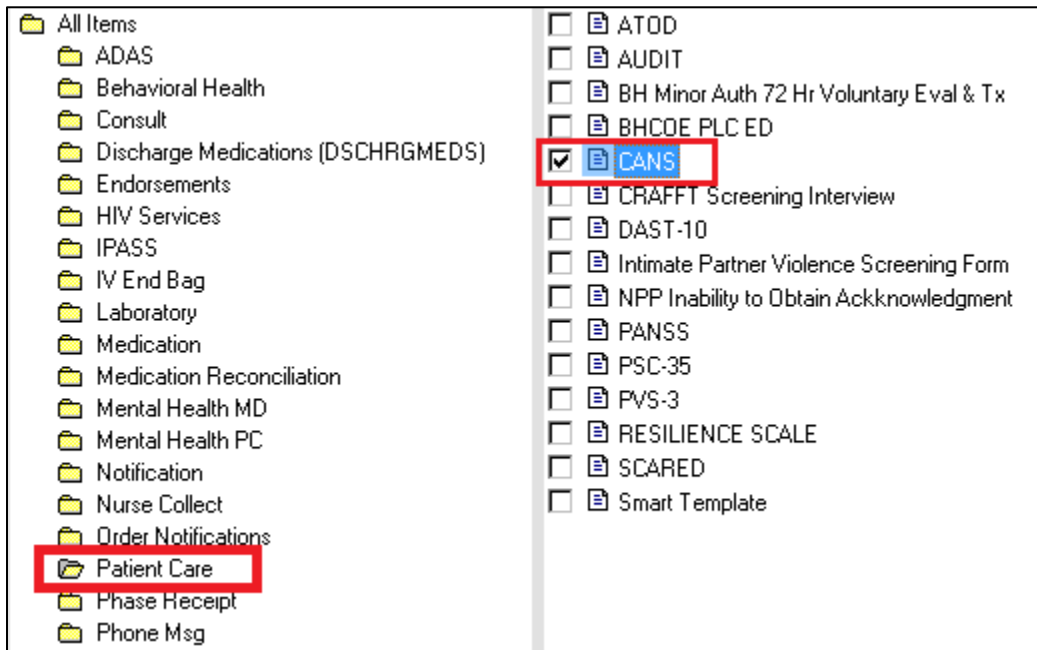 All Items
ADAS
Behavioral Health
Consult
Discharge Medications (DSCHRGMEDS)
Endorsements
HIV Services
IPASS
IV End Bag
Laboratory
Medication
Medication Reconciliation
Mental Health MD
Mental Health PC
Notification
Nurse Collect
Order Notifications
Patient Care
Phase Receipt
Phone Msg
ATOD
AUDIT
BH Minor Auth 72 Hr Voluntary Eval & Tx
BHCOE PLC ED
CANS
CRAFFT Screening Interview
DAST-10
Intimate Partner Violence Screening Form
NPP Inability to Obtain Ackknowledgment
PANSS
PSC-35
PVS-3
RESILIENCE SCALE
SCARED
Smart Template